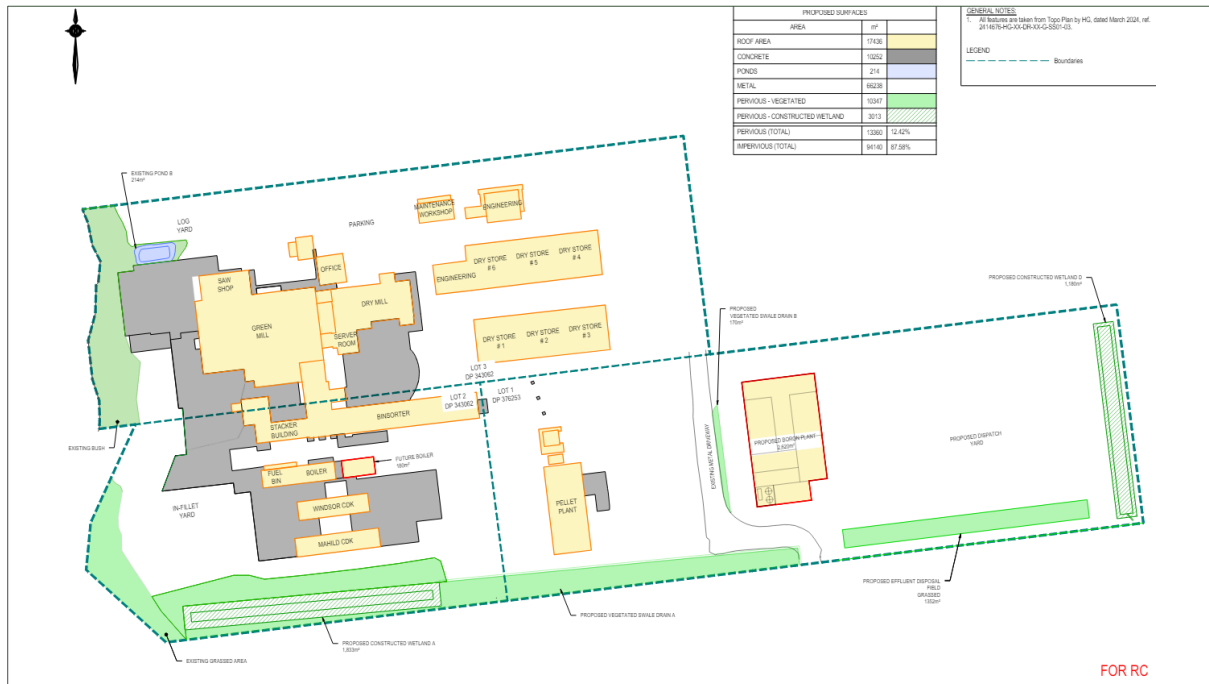 PROPOSED SURFACES
AREA m²
ROOF AREA 17436
CONCRETE 10252
PONDS 214
METAL 66238
PERVIOUS - VEGETATED 10347
PERVIOUS - CONSTRUCTED WETLAND 3013
PERVIOUS (TOTAL) 13360 12.42%
IMPERVIOUS (TOTAL) 94140 87.58%
GENERAL NOTES:
1. All features are taken from Topo Plan by HG, dated March 2024, ref.
2414676-HG-XX-DR-XX-G-SS01-03.
LEGEND
Boundaries
EXISTING POND B
214m²
LOG
YARD
PARKING
MAINTENANCE
WORKSHOP
ENGINEERING
SAW
SHOP
OFFICE
ENGINEERING
DRY STORE
# 6
DRY STORE
# 5
DRY STORE
# 4
GREEN
MILL
DRY MILL
SERVER
ROOM
DRY STORE
# 1
DRY STORE
# 2
DRY STORE
# 3
LOT 3
DP 343062
LOT 2
DP 343062
LOT 1
DP 376253
PROPOSED
VEGETATED SWALE DRAIN B
PROPOSED CONSTRUCTED WETLAND D
1,180m²
EXISTING BUSH
STACKER
BUILDING
BINSORTER
FUEL
BIN
BOILER
FUTURE BOILER
IN-FILLET
YARD
WINDSOR CDK
MAHILD CDK
PELLET
PLANT
EXISTING METAL DRIVEWAY
PROPOSED BORON PLANT
PROPOSED DISPATCH
YARD
PROPOSED EFFLUENT DISPOSAL
FIELD
GRASSED
1352m²
PROPOSED VEGETATED SWALE DRAIN A
PROPOSED CONSTRUCTED WETLAND A
1,833m²
EXISTING GRASSED AREA
FOR RC